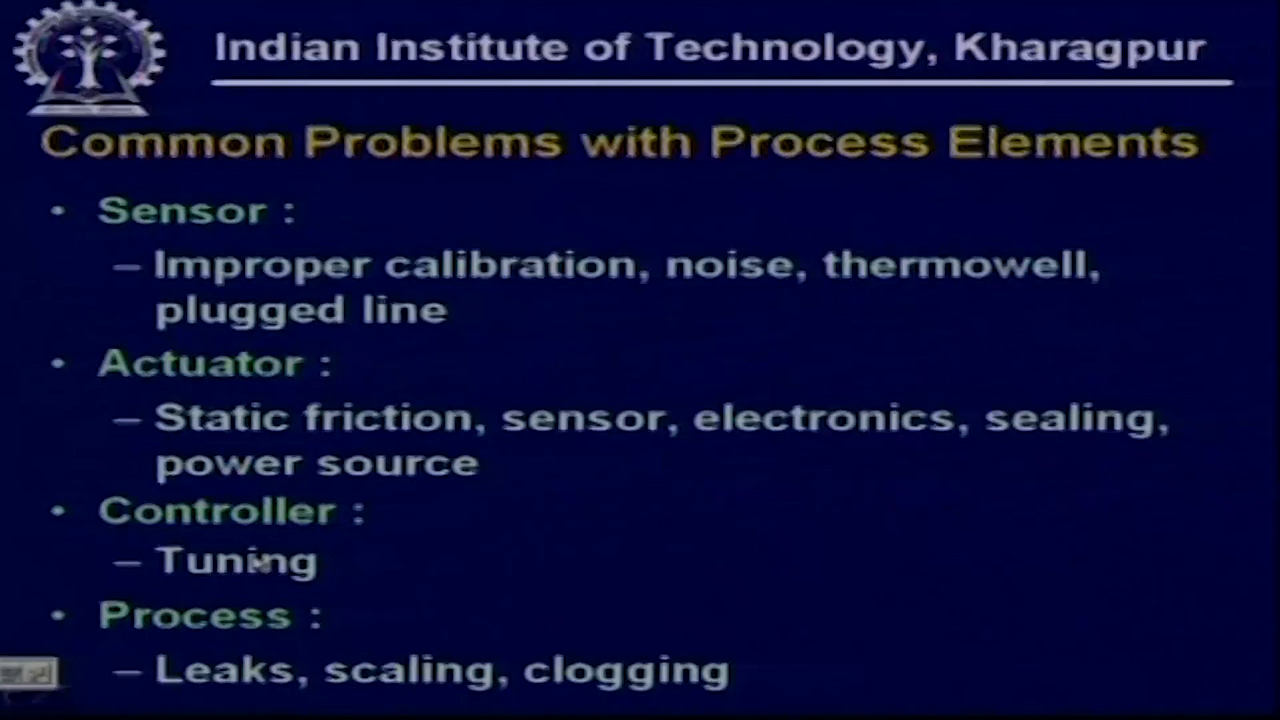 Indian Institute of Technology, Kharagpur
Common Problems with Process Elements
• Sensor :
– Improper calibration, noise, thermowell,
plugged line
• Actuator :
– Static friction, sensor, electronics, sealing,
power source
• Controller :
– Tuning
• Process :
– Leaks, scaling, clogging